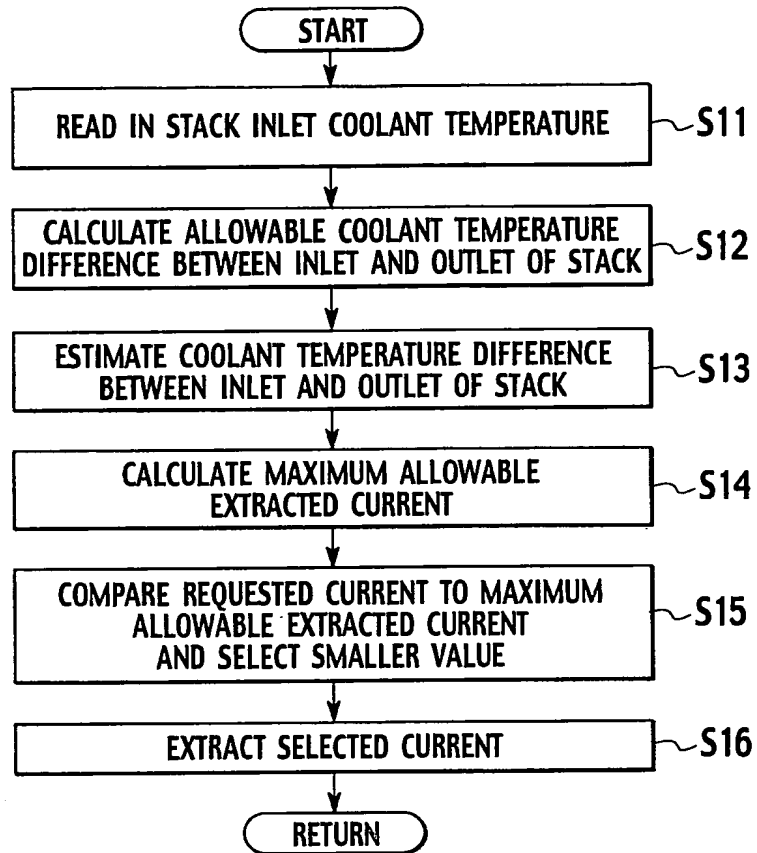 START
READ IN STACK INLET COOLANT TEMPERATURE
S11
CALCULATE ALLOWABLE COOLANT TEMPERATURE
DIFFERENCE BETWEEN INLET AND OUTLET OF STACK
S12
ESTIMATE COOLANT TEMPERATURE DIFFERENCE
BETWEEN INLET AND OUTLET OF STACK
S13
CALCULATE MAXIMUM ALLOWABLE
EXTRACTED CURRENT
S14
COMPARE REQUESTED CURRENT TO MAXIMUM
ALLOWABLE EXTRACTED CURRENT
AND SELECT SMALLER VALUE
S15
EXTRACT SELECTED CURRENT
S16
RETURN